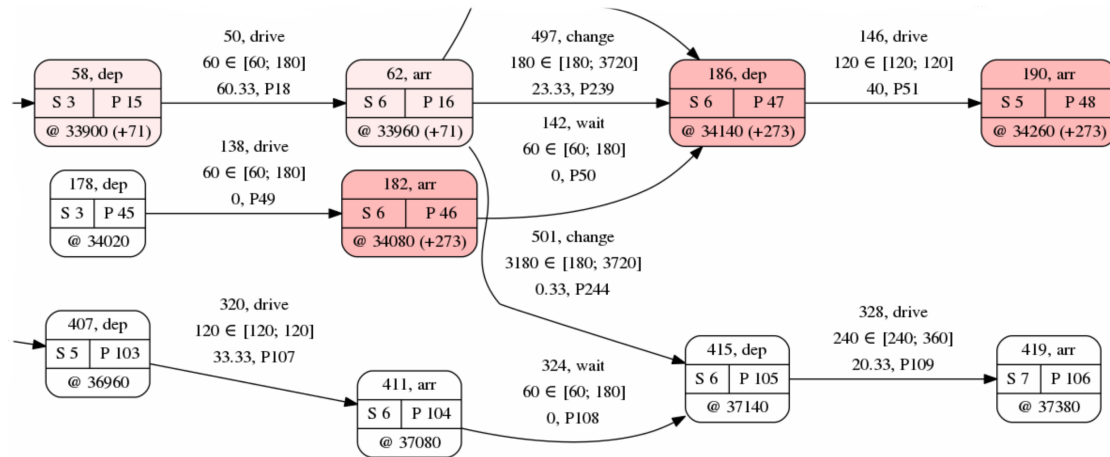 50, drive
60 ∈ [60; 180]
60.33, P18
497, change
180 ∈ [180; 3720]
23.33, P239
146, drive
120 ∈ [120; 120]
40, P51
58, dep
S 3 P 15
@ 33900 (+71)
62, arr
S 6 P 16
@ 33960 (+71)
186, dep
S 6 P 47
@ 34140 (+273)
190, arr
S 5 P 48
@ 34260 (+273)
138, drive
60 ∈ [60; 180]
0, P49
142, wait
60 ∈ [60; 180]
0, P50
178, dep
S 3 P 45
@ 34020
182, arr
S 6 P 46
@ 34080 (+273)
501, change
3180 ∈ [180; 3720]
0.33, P244
320, drive
120 ∈ [120; 120]
33.33, P107
328, drive
240 ∈ [240; 360]
20.33, P109
407, dep
S 5 P 103
@ 36960
324, wait
60 ∈ [60; 180]
0, P108
411, arr
S 6 P 104
@ 37080
415, dep
S 6 P 105
@ 37140
419, arr
S 7 P 106
@ 37380